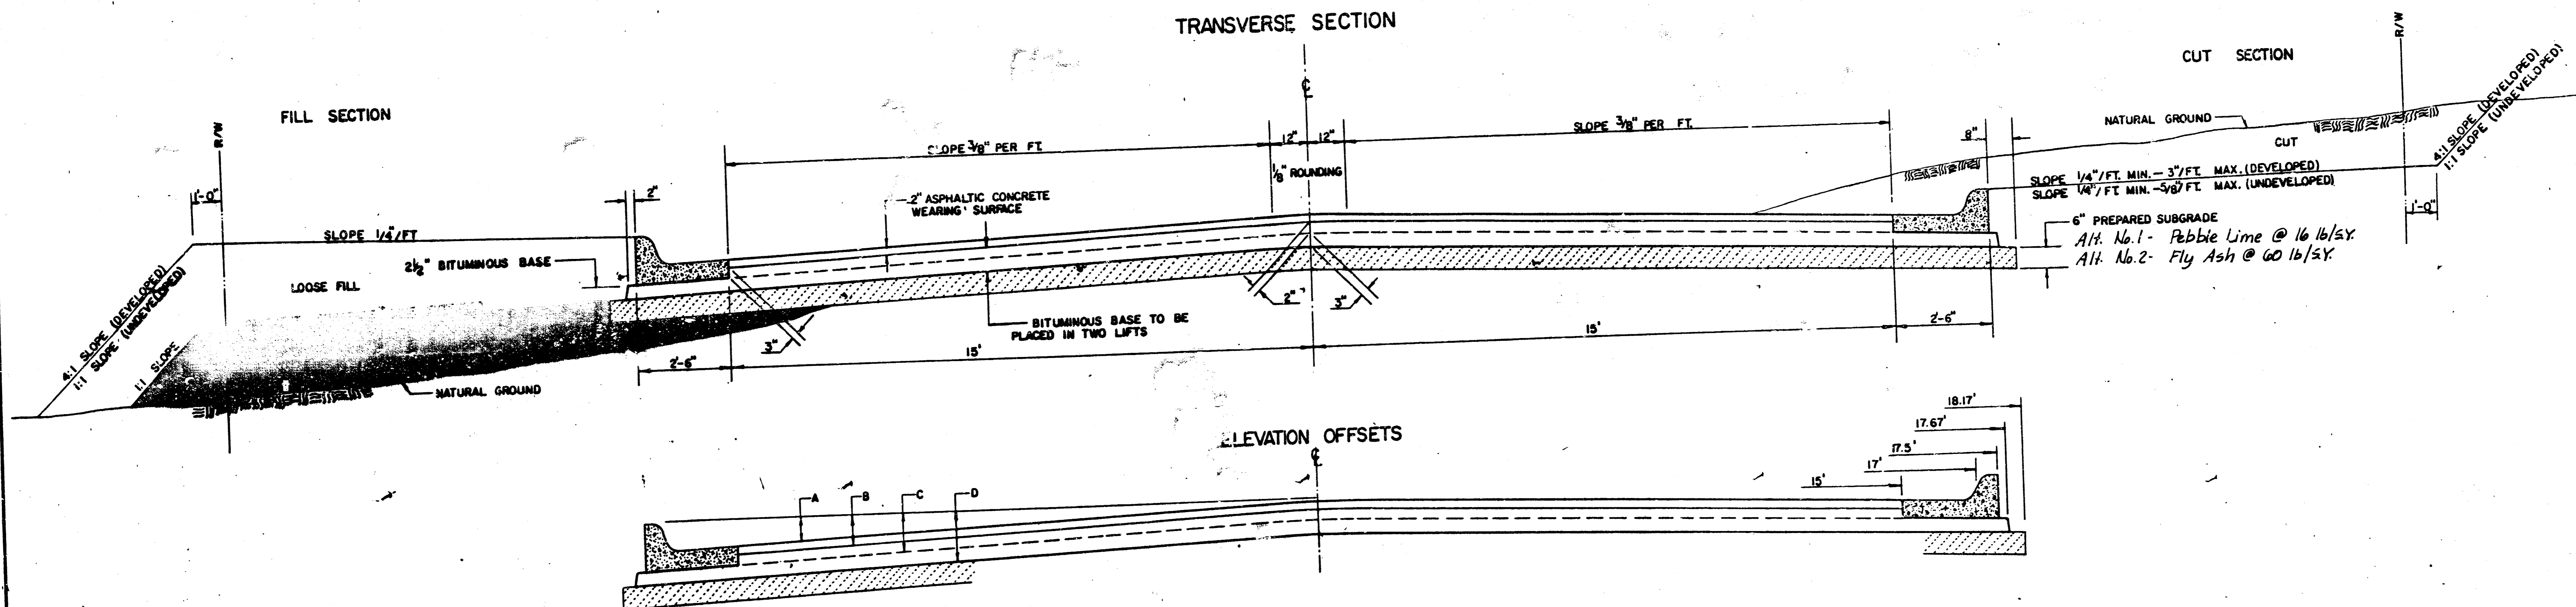 TRANSVERSE SECTION
FILL SECTION
CUT SECTION
R/W
R/W
℄
4:1 SLOPE (DEVELOPED)
1:1 SLOPE (UNDEVELOPED)
NATURAL GROUND
CUT
SLOPE 3/8" PER FT.
12"
12"
SLOPE 3/8" PER FT.
8"
1/8" ROUNDING
2" ASPHALTIC CONCRETE
WEARING SURFACE
1'-0"
2"
SLOPE 1/4"/FT
SLOPE 1/4"/FT. MIN. - 3"/FT. MAX. (DEVELOPED)
SLOPE 1/4"/FT MIN. -5/8"/FT. MAX. (UNDEVELOPED)
1'-0"
6" PREPARED SUBGRADE
Alt. No.1- Pebble Lime @ 16 lb/SY.
Alt. No.2- Fly Ash @ 60 lb/SY.
2 1/2" BITUMINOUS BASE
LOOSE FILL
4:1 SLOPE (DEVELOPED)
1:1 SLOPE (UNDEVELOPED)
1:1 SLOPE
NATURAL GROUND
BITUMINOUS BASE TO BE
PLACED IN TWO LIFTS
2"
3"
3"
2'-6"
15'
15'
2'-6"
ELEVATION OFFSETS
℄
18.17'
17.67'
17.5'
17'
15'
A
B
C
D